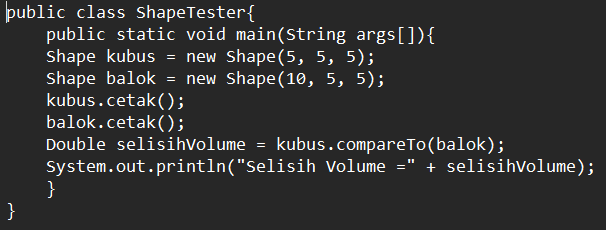 public class ShapeTester{
    public static void main(String args[]){
    Shape kubus = new Shape(5, 5, 5);
    Shape balok = new Shape(10, 5, 5);
    kubus.cetak();
    balok.cetak();
    Double selisihVolume = kubus.compareTo(balok);
    System.out.println("Selisih Volume =" + selisihVolume);
    }
}